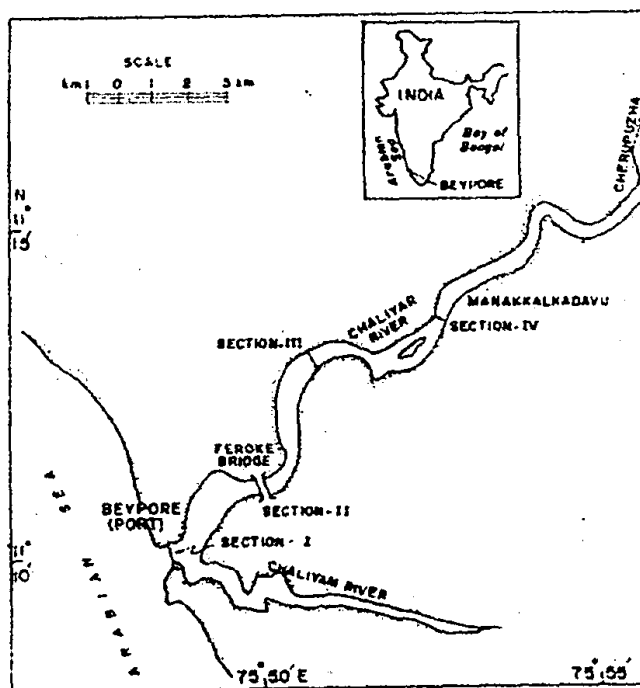 SCALE
km 1 0 1 2 3 km
INDIA
Bay of
Bengal
ARABIAN
SEA
BEYPORE
CHERUPUZHA
N
11°
15'
MANAKKALKADAVU
CHALIYAR
RIVER
SECTION-III
SECTION-IV
FEROKE
BRIDGE
BEYPORE
(PORT)
SECTION-II
SECTION - I
11°
10'
CHALIYAM RIVER
ARABIAN SEA
75°50'E
75°55'